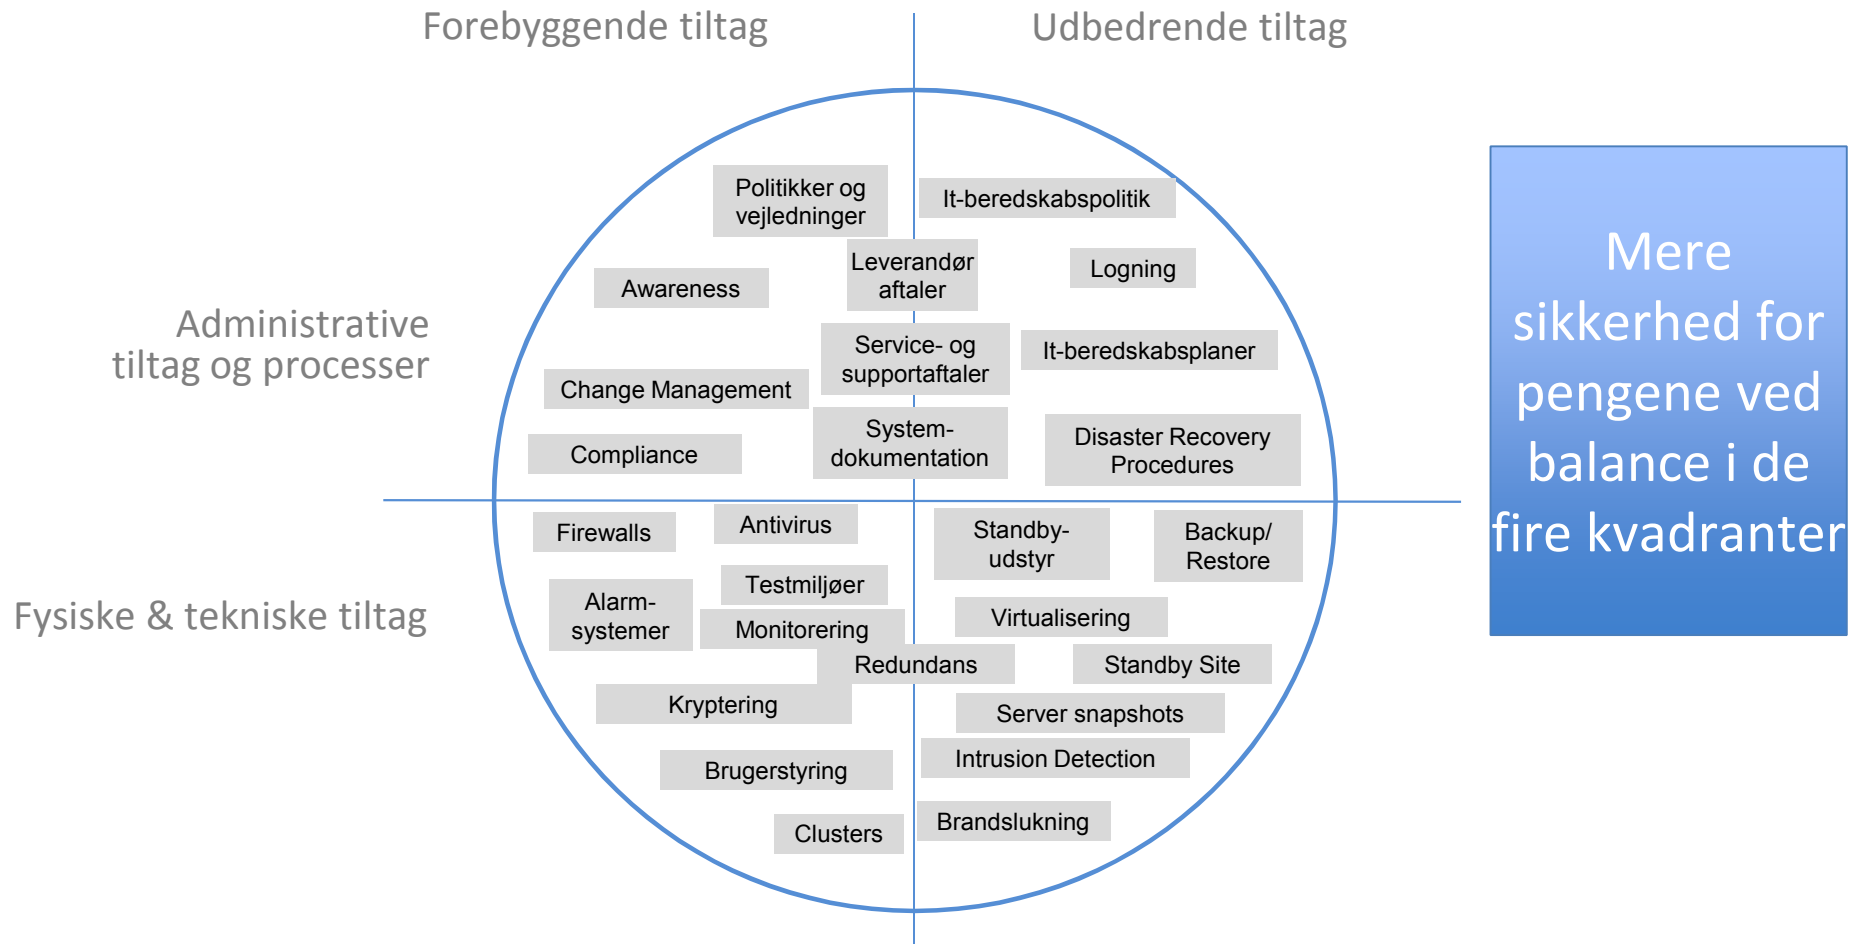 Forebyggende tiltag
Udbedrende tiltag
Administrative
tiltag og processer
Fysiske & tekniske tiltag
Politikker og
vejledninger
Awareness
Change Management
Compliance
Leverandør
aftaler
Service- og
supportaftaler
System-
dokumentation
It-beredskabspolitik
Logning
It-beredskabsplaner
Disaster Recovery
Procedures
Firewalls
Antivirus
Testmiljøer
Alarm-
systemer
Monitorering
Redundans
Kryptering
Brugerstyring
Clusters
Standby-
udstyr
Backup/
Restore
Virtualisering
Standby Site
Server snapshots
Intrusion Detection
Brandslukning
Mere
sikkerhed for
pengene ved
balance i de
fire kvadranter